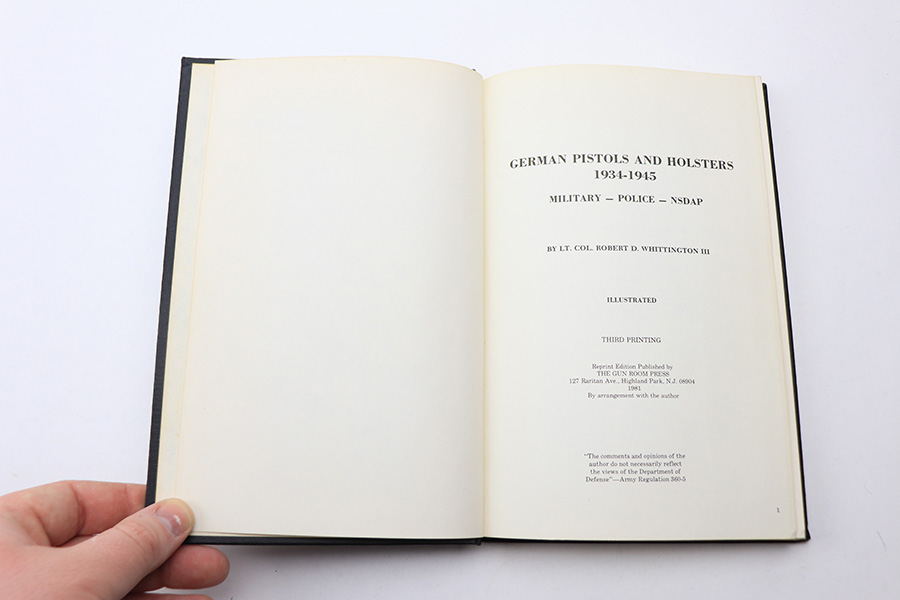 GERMAN PISTOLS AND HOLSTERS
1934-1945
MILITARY — POLICE — NSDAP
BY LT. COL. ROBERT D. WHITTINGTON III
ILLUSTRATED
THIRD PRINTING
Reprint Edition Published by
THE GUN ROOM PRESS
127 Raritan Ave., Highland Park, N.J. 08904
1981
By arrangement with the author
"The comments and opinions of the
author do not necessarily reflect
the views of the Department of
Defense"—Army Regulation 360-5
1